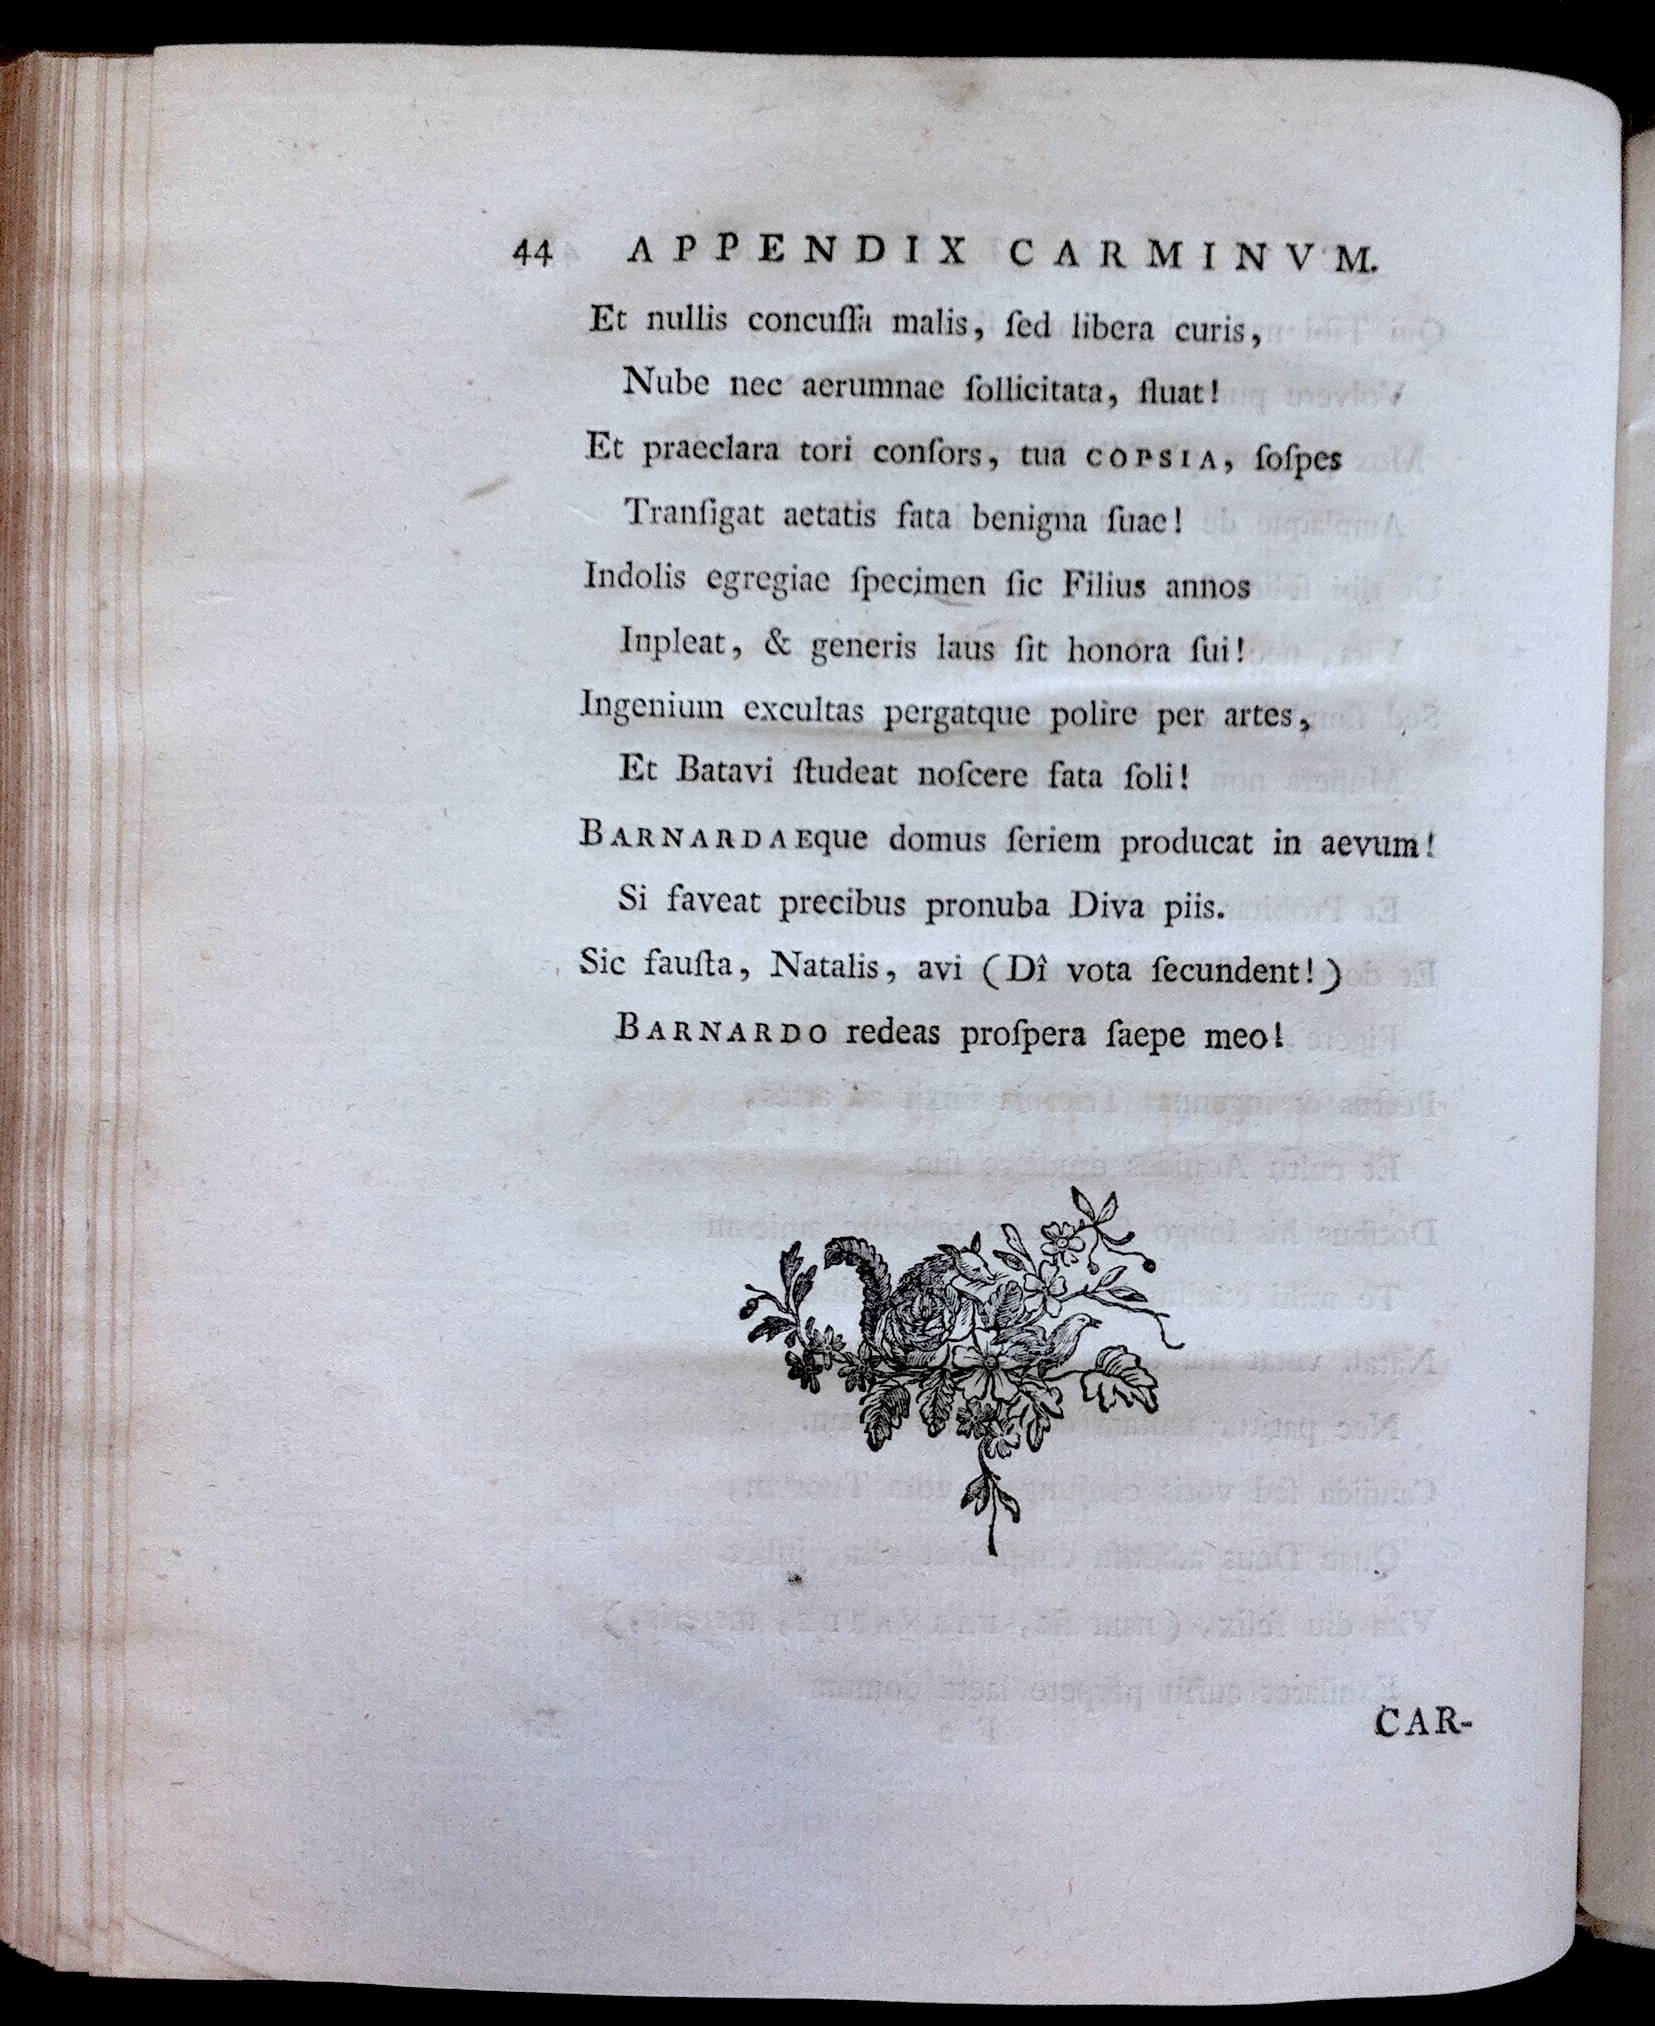 44 APPENDIX CARMINVM.
Et nullis concuſſa malis, ſed libera curis,
Nube nec aerumnae ſollicitata, fluat!
Et praeclara tori conſors, tua COPSIA, ſoſpes
Tranſigat aetatis fata benigna ſuae!
Indolis egregiae ſpecimen ſic Filius annos
Inpleat, & generis laus ſit honora ſui!
Ingenium excultas pergatque polire per artes,
Et Batavi ſtudeat noſcere fata ſoli!
BARNARDAEque domus ſeriem producat in aevum!
Si faveat precibus pronuba Diva piis.
Sic fauſta, Natalis, avi (Dî vota ſecundent!)
BARNARDO redeas proſpera ſaepe meo!
CAR-